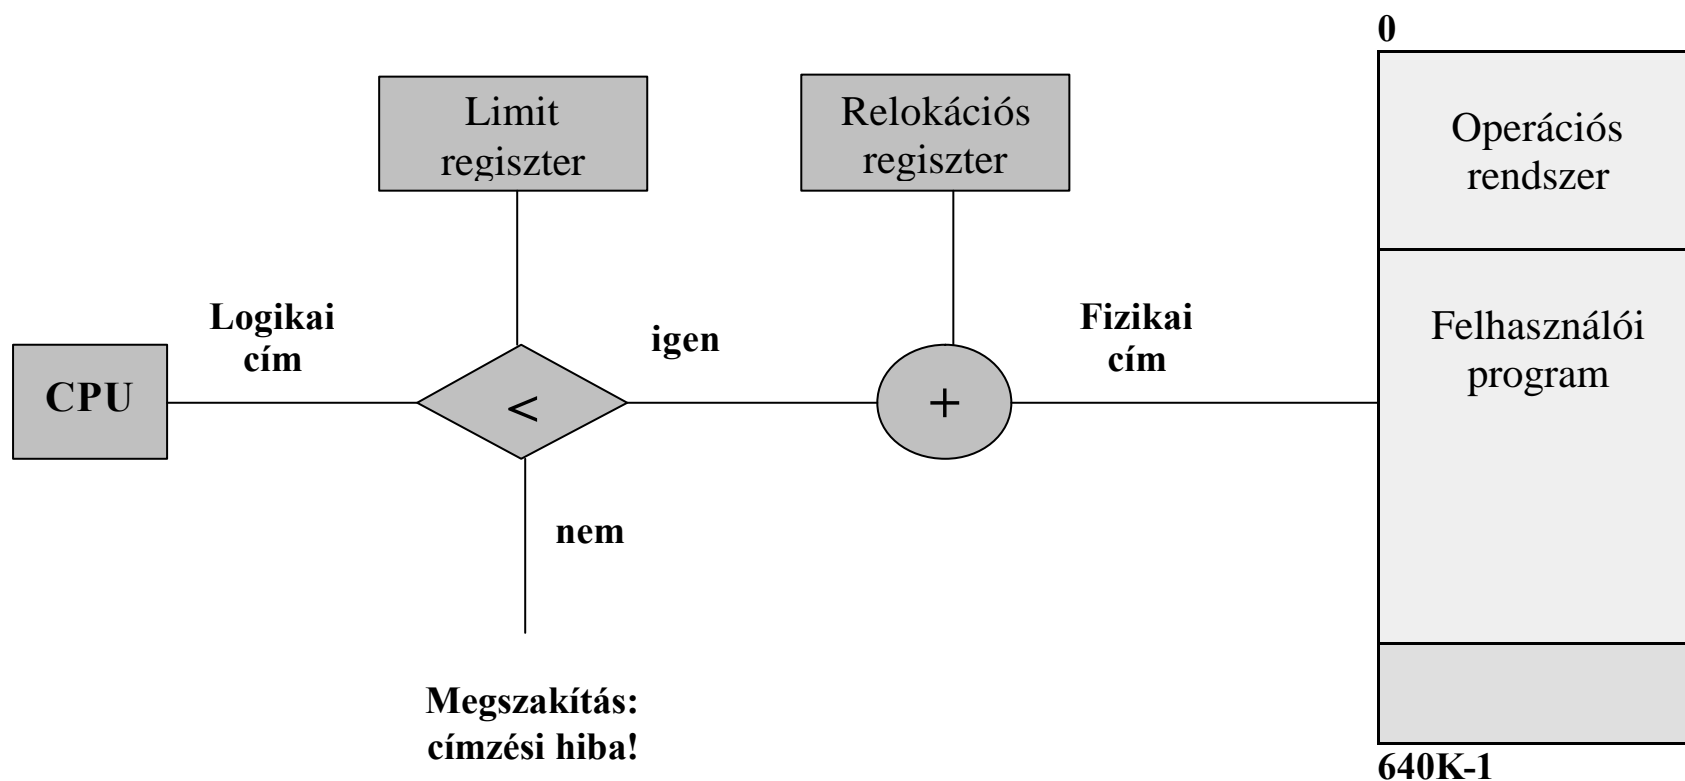 0
Limit
regiszter
Relokációs
regiszter
Operációs
rendszer
Logikai
cím
igen
Fizikai
cím
Felhasználói
program
CPU
<
+
nem
Megszakítás:
címzési hiba!
640K-1